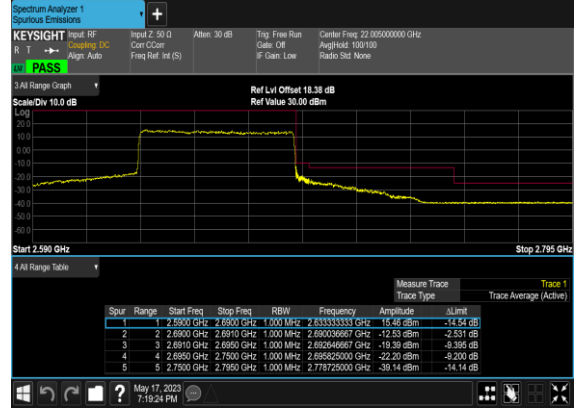 Spectrum Analyzer 1
Spurious Emissions
KEYSIGHT Input: RF Input Z: 50 Ω Atten: 30 dB Trig: Free Run Center Freq: 22.005000000 GHz
R T Coupling: DC Corr CCorr Gate: Off Avg|Hold: 100/100
Align: Auto Freq Ref: Int (S) IF Gain: Low Radio Std: None
PASS
3 All Range Graph
Ref Lvl Offset 18.38 dB
Scale/Div 10.0 dB Ref Value 30.00 dBm
Log
20.0
10.0
0.00
-10.0
-20.0
-30.0
-40.0
-50.0
-60.0
Start 2.590 GHz Stop 2.795 GHz
4 All Range Table
Measure Trace Trace 1
Trace Type Trace Average (Active)
Spur Range Start Freq Stop Freq RBW Frequency Amplitude ΔLimit
1 1 2.5900 GHz 2.6900 GHz 1.000 MHz 2.633333333 GHz 15.46 dBm -14.54 dB
2 2 2.6900 GHz 2.6910 GHz 1.000 MHz 2.690036667 GHz -12.53 dBm -2.531 dB
3 3 2.6910 GHz 2.6950 GHz 1.000 MHz 2.692646667 GHz -19.39 dBm -9.395 dB
4 4 2.6950 GHz 2.7500 GHz 1.000 MHz 2.695825000 GHz -22.20 dBm -9.200 dB
5 5 2.7500 GHz 2.7950 GHz 1.000 MHz 2.778725000 GHz -39.14 dBm -14.14 dB
May 17, 2023
7:19:24 PM